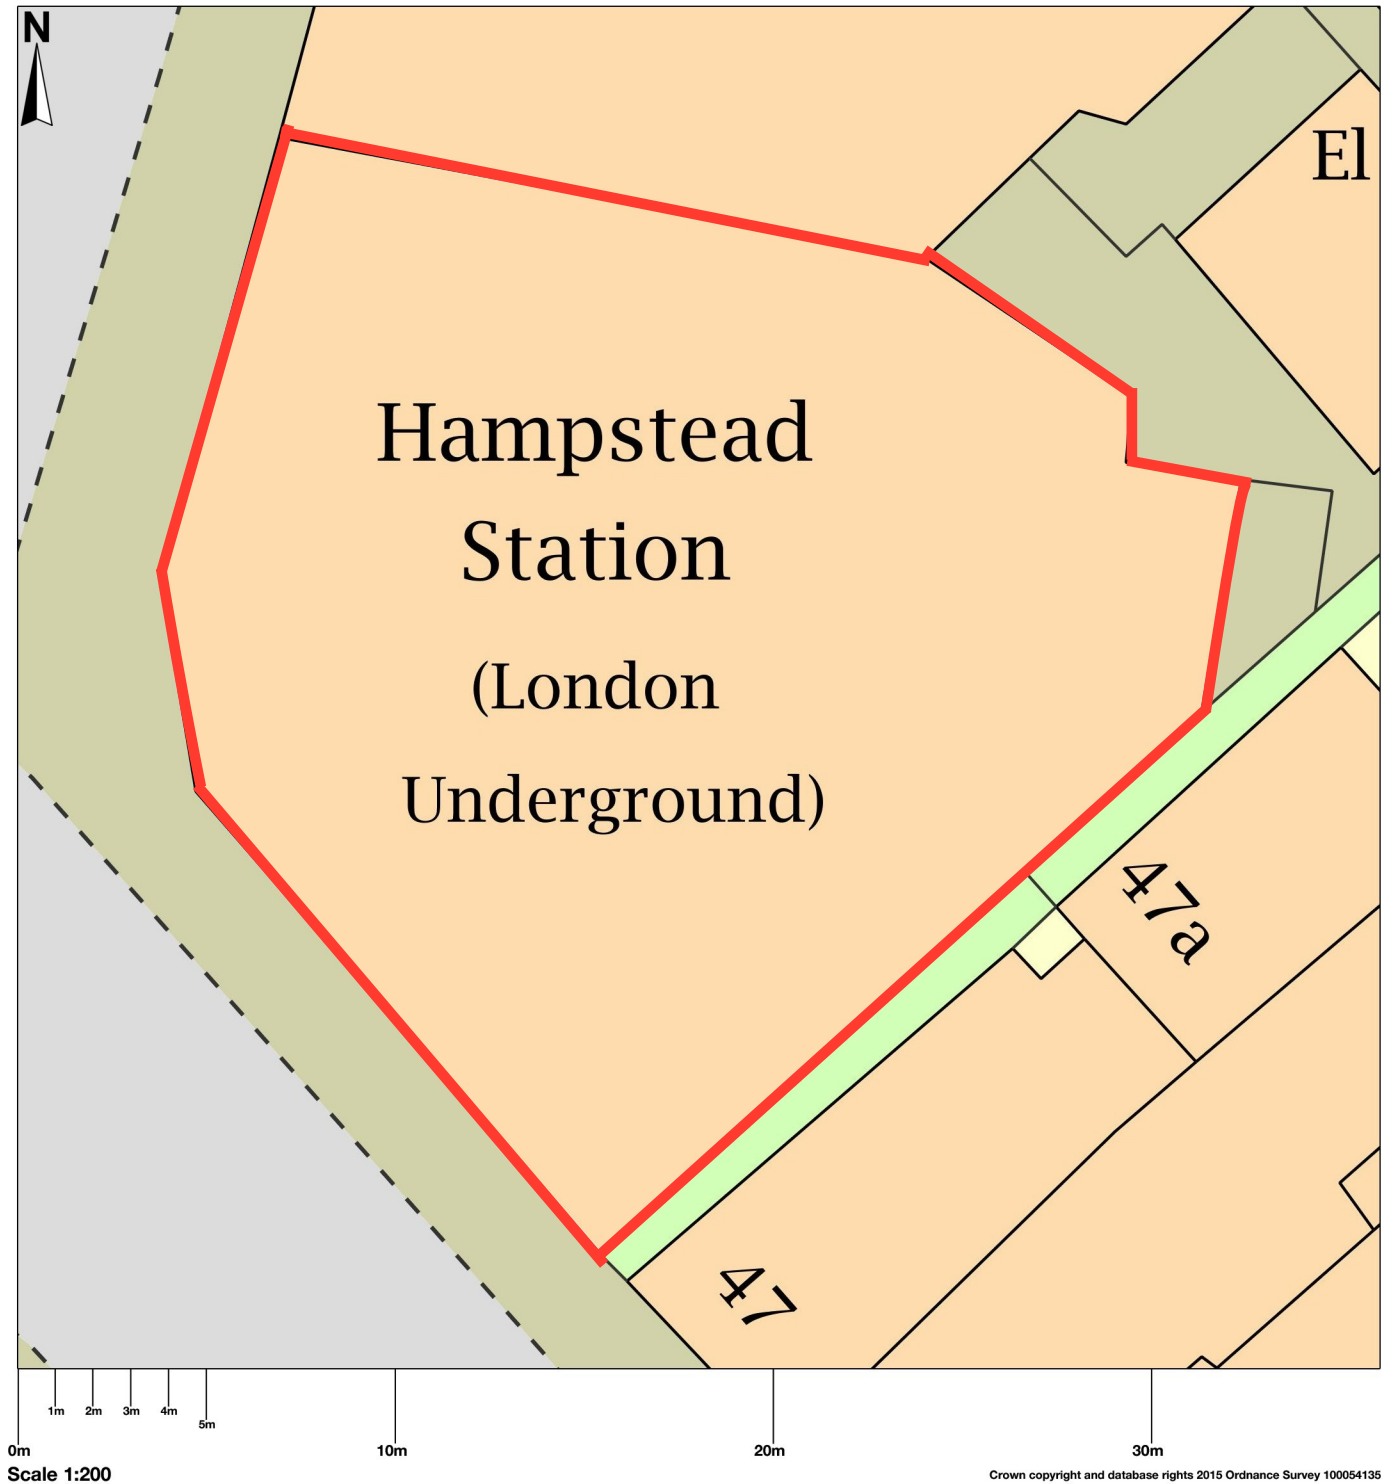 N
El
Hampstead
Station
(London
Underground)
47a
47
1m 2m 3m 4m
5m
0m 10m 20m 30m
Scale 1:200
Crown copyright and database rights 2015 Ordnance Survey 100054135